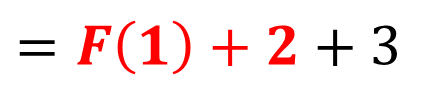 = F(1) + 2 + 3